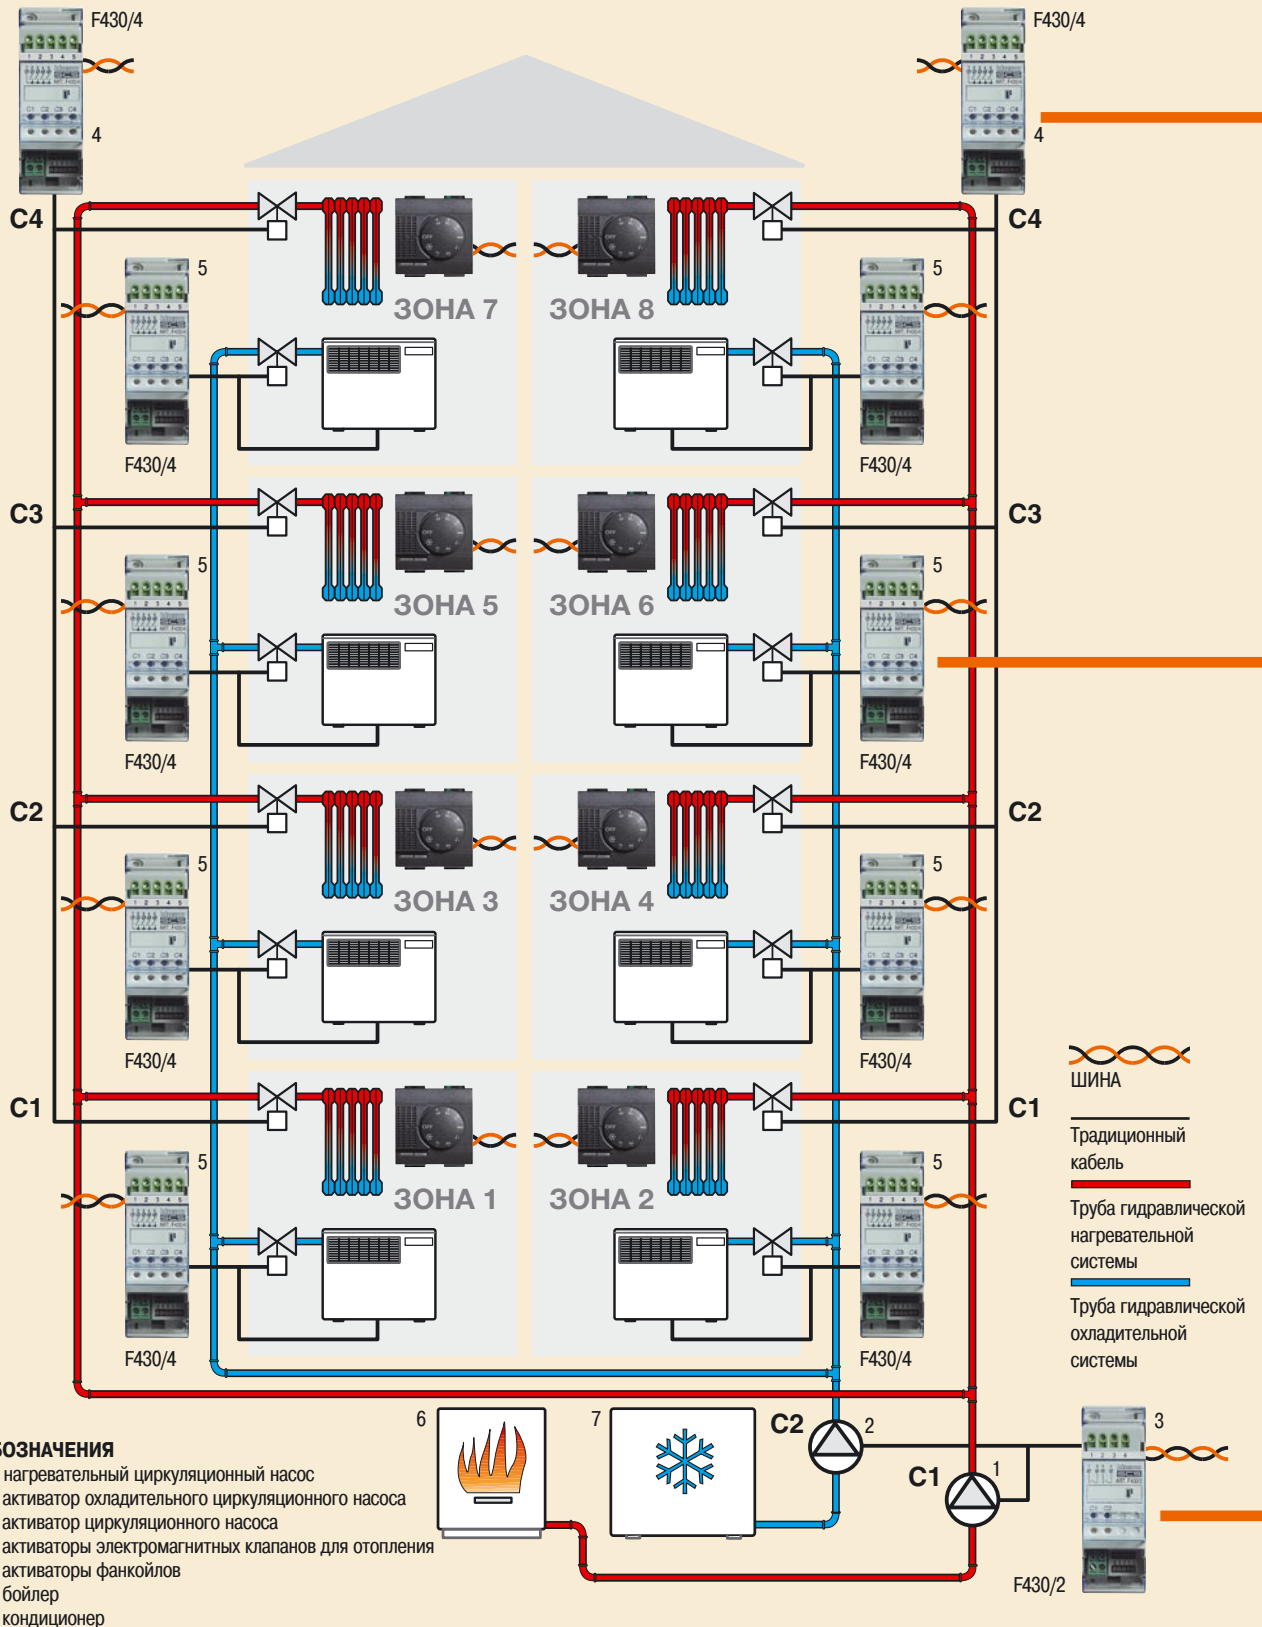 F430/4
F430/4
4
4
C4
C4
5
5
ЗОНА 7
ЗОНА 8
F430/4
F430/4
C3
C3
5
5
ЗОНА 5
ЗОНА 6
F430/4
F430/4
C2
C2
5
5
ЗОНА 3
ЗОНА 4
F430/4
F430/4
C1
C1
5
5
ЗОНА 1
ЗОНА 2
F430/4
F430/4
ШИНА
Традиционный
кабель
Труба гидравлической
нагревательной
системы
Труба гидравлической
охладительной
системы
6
7
C2
2
C1
1
3
F430/2
БОЗНАЧЕНИЯ
нагревательный циркуляционный насос
активатор охладительного циркуляционного насоса
активатор циркуляционного насоса
активаторы электромагнитных клапанов для отопления
активаторы фанкойлов
бойлер
кондиционер